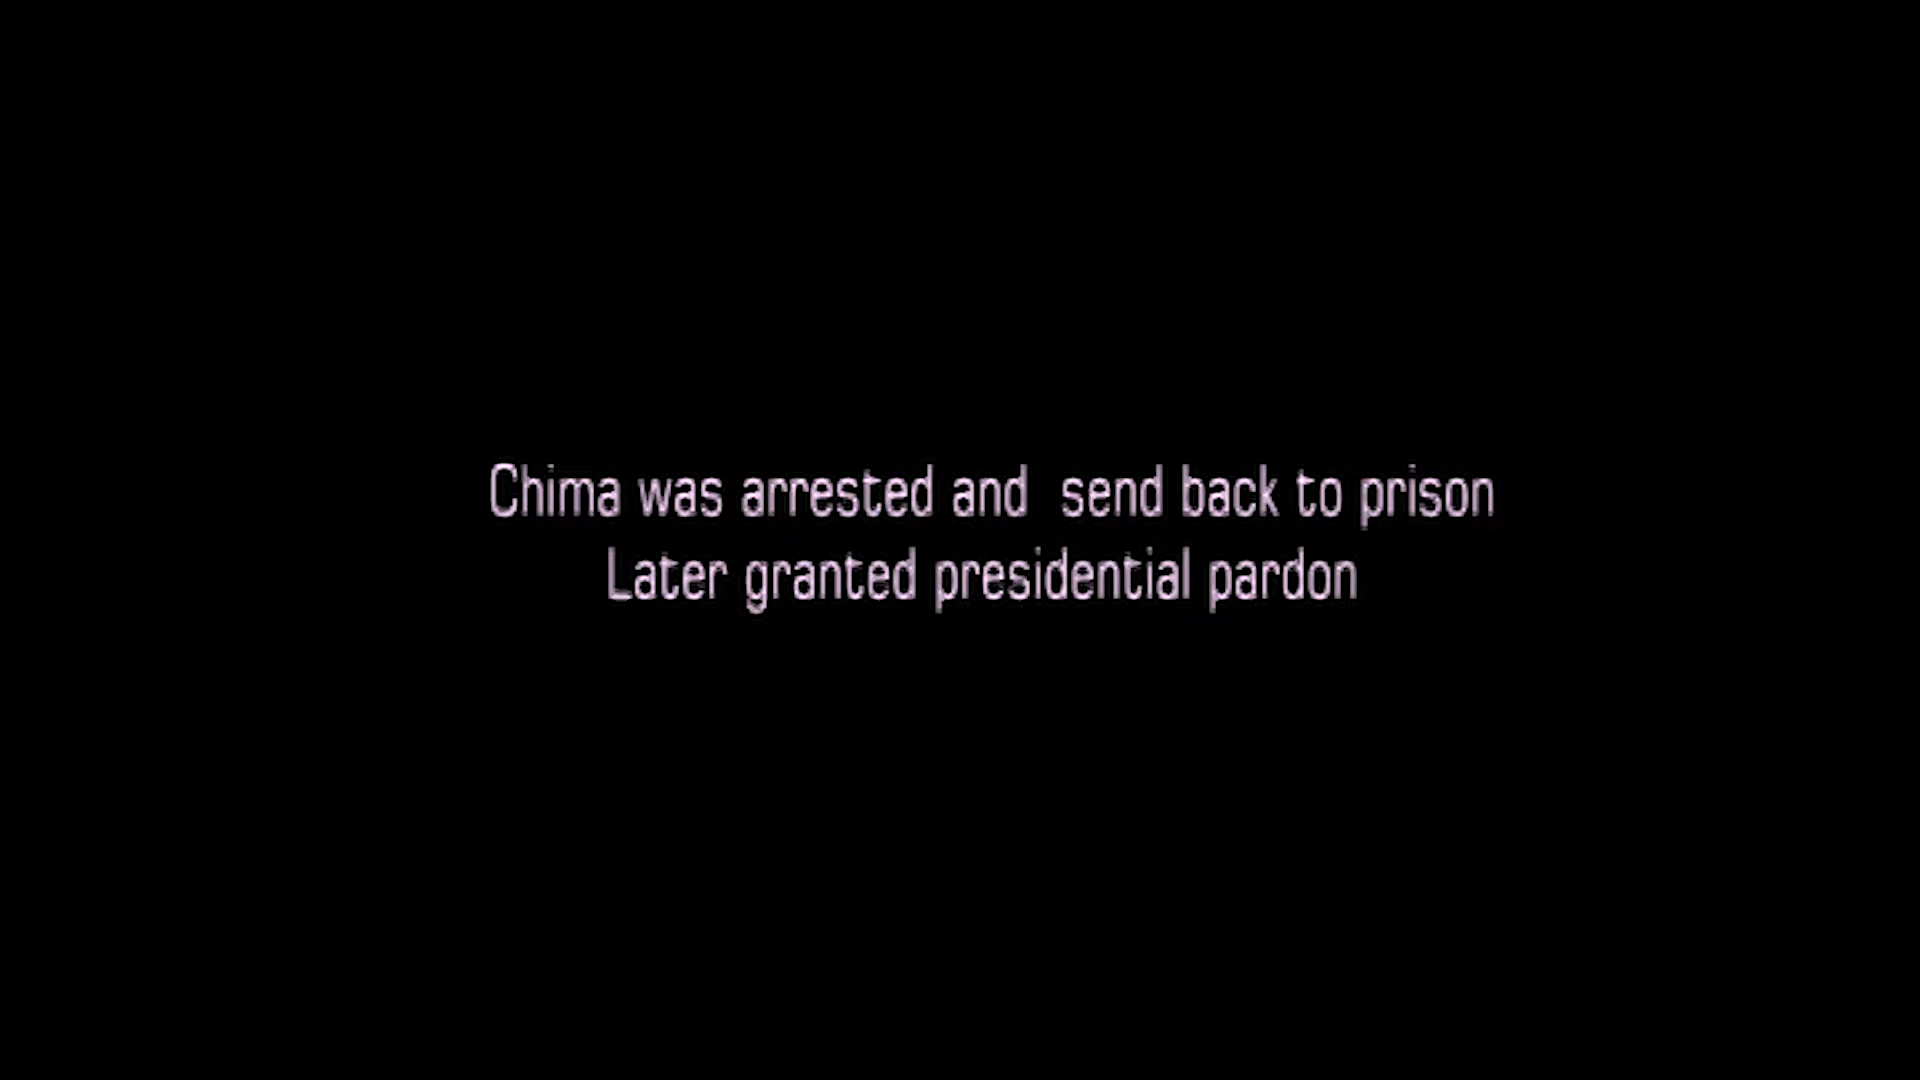 Chima was arrested and  send back to prison
Later granted presidential pardon